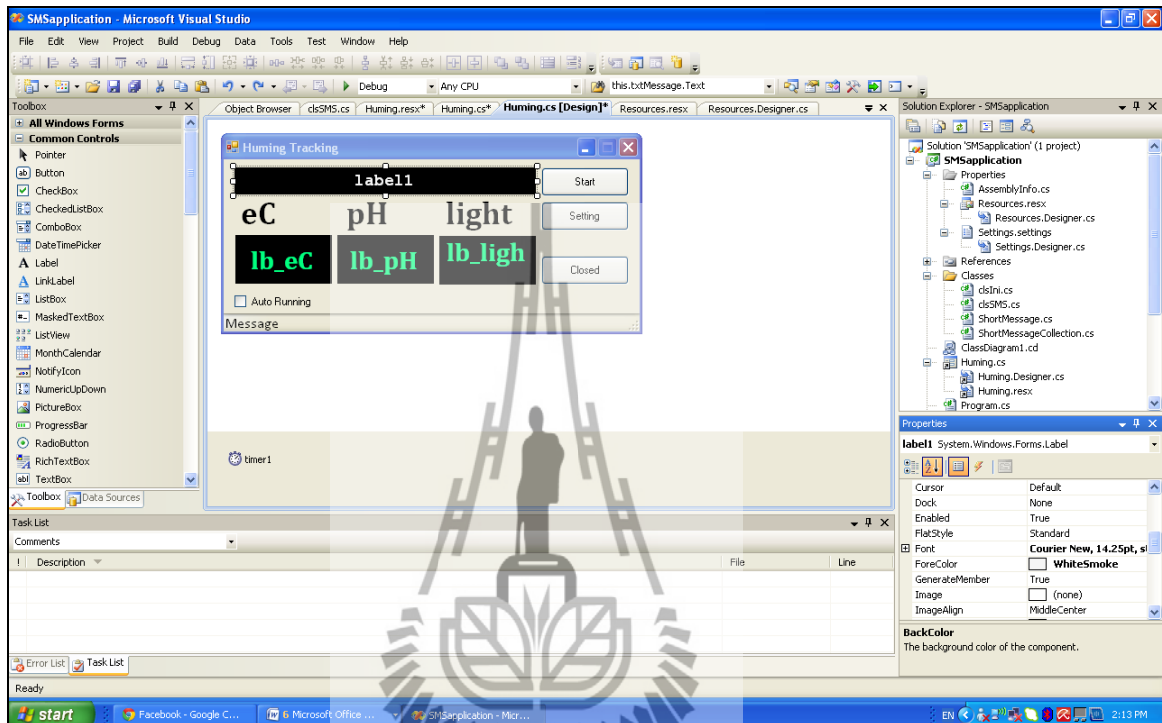 SMSapplication - Microsoft Visual Studio
File Edit View Project Build Debug Data Tools Test Window Help
Debug Any CPU this.txtMessage.Text
Toolbox
All Windows Forms
Common Controls
Pointer
Button
CheckBox
CheckedListBox
ComboBox
DateTimePicker
A Label
A LinkLabel
ListBox
MaskedTextBox
ListView
MonthCalendar
NotifyIcon
NumericUpDown
PictureBox
ProgressBar
RadioButton
RichTextBox
abl TextBox
Toolbox Data Sources
Object Browser clsSMS.cs Huming.resx* Huming.cs* Huming.cs [Design]* Resources.resx Resources.Designer.cs
Huming Tracking
label1 Start
eC pH light Setting
lb_eC lb_pH lb_ligh Closed
Auto Running
Message
timer1
Solution Explorer - SMSapplication
Solution 'SMSapplication' (1 project)
SMSapplication
Properties
AssemblyInfo.cs
Resources.resx
Resources.Designer.cs
Settings.settings
Settings.Designer.cs
References
Classes
clsIni.cs
clsSMS.cs
ShortMessage.cs
ShortMessageCollection.cs
ClassDiagram1.cd
Huming.cs
Huming.Designer.cs
Huming.resx
Program.cs
Properties
label1 System.Windows.Forms.Label
Cursor Default
Dock None
Enabled True
FlatStyle Standard
Font Courier New, 14.25pt, s
ForeColor WhiteSmoke
GenerateMember True
Image (none)
ImageAlign MiddleCenter
BackColor
The background color of the component.
Task List
Comments
! Description File Line
Error List Task List
Ready
start Facebook - Google C... 6 Microsoft Office ... SMSapplication - Micr... EN 2:13 PM